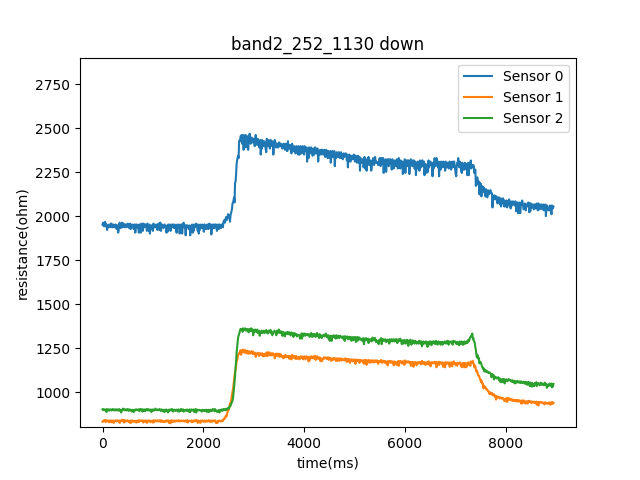 band2_252_1130 down
Sensor 0
Sensor 1
Sensor 2
2750
2500
2250
2000
1750
1500
1250
1000
resistance(ohm)
0 2000 4000 6000 8000
time(ms)